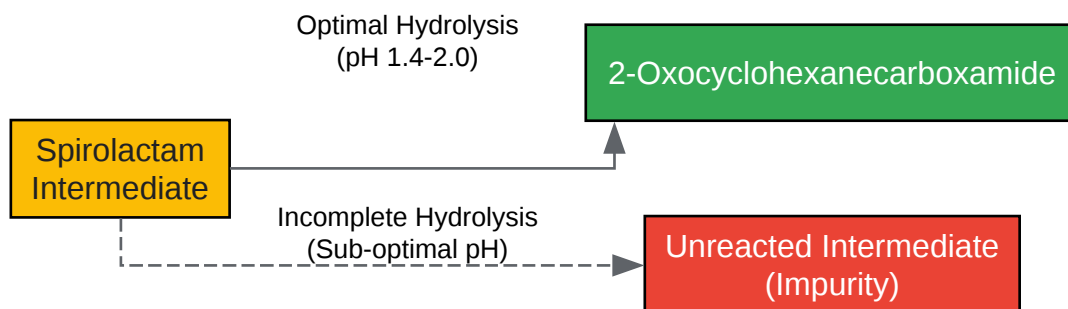 Optimal Hydrolysis
(pH 1.4-2.0)
2-Oxocyclohexanecarboxamide
Spirolactam
Intermediate
Incomplete Hydrolysis
(Sub-optimal pH)
Unreacted Intermediate
(Impurity)